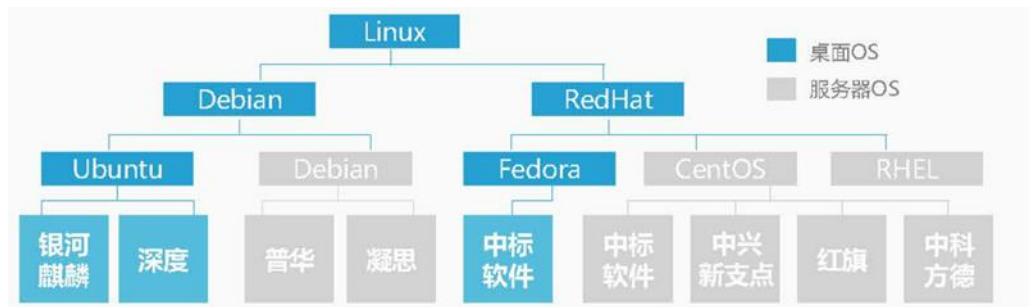 Linux
桌面OS
服务器OS
Debian
RedHat
Ubuntu
Debian
Fedora
CentOS
RHEL
银河
麒麟
深度
普华
凝思
中标
软件
中标
软件
中兴
新支点
红旗
中科
方德